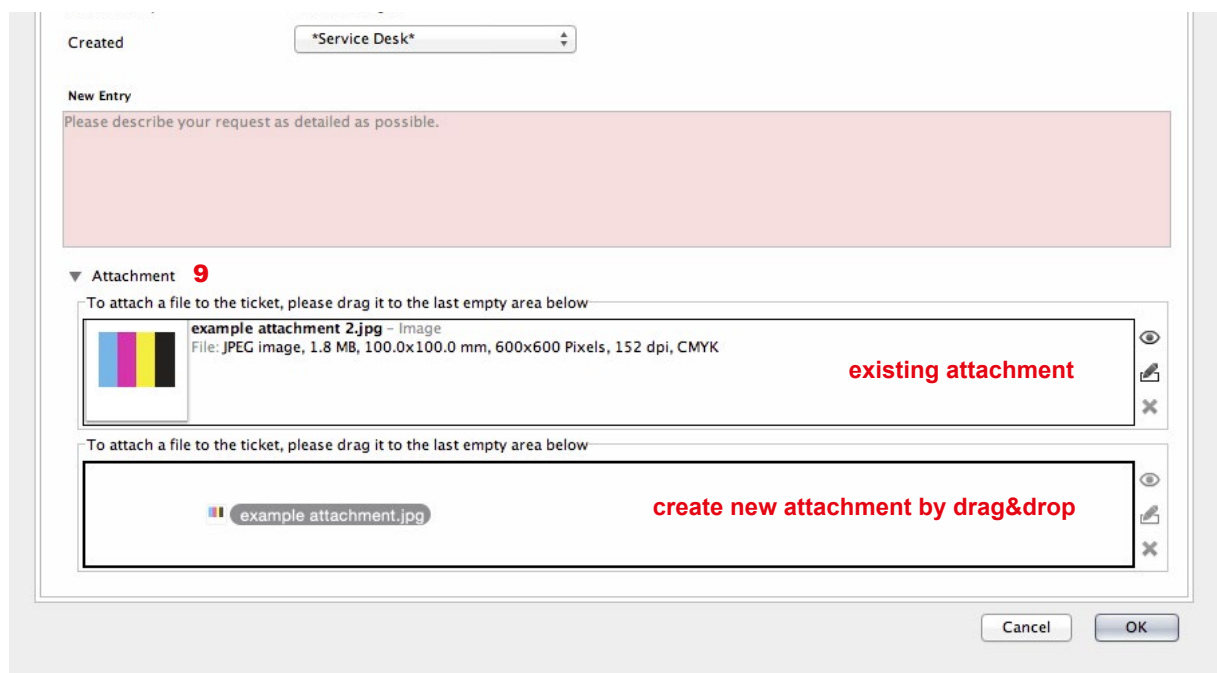 Created
*Service Desk*
New Entry
Please describe your request as detailed as possible.
Attachment 9
To attach a file to the ticket, please drag it to the last empty area below
example attachment 2.jpg – Image
File: JPEG image, 1.8 MB, 100.0x100.0 mm, 600x600 Pixels, 152 dpi, CMYK
existing attachment
To attach a file to the ticket, please drag it to the last empty area below
example attachment.jpg
create new attachment by drag&drop
Cancel
OK